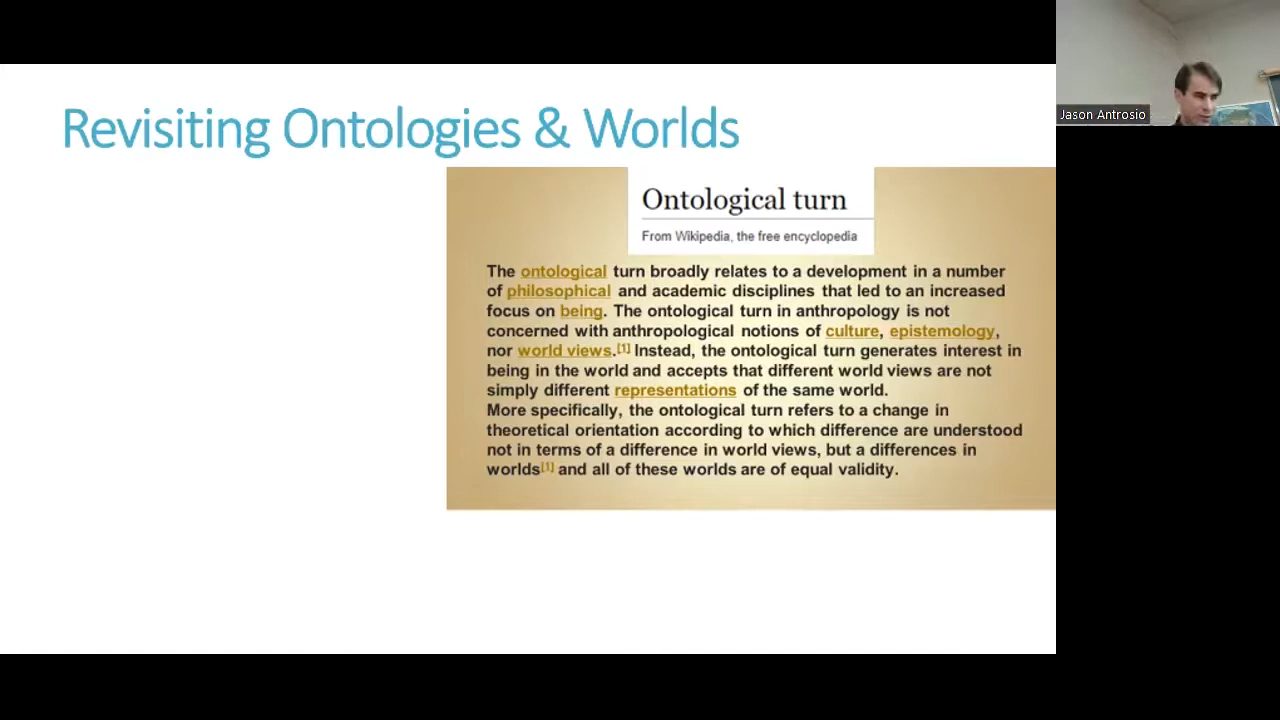 Revisiting Ontologies & Worlds
Jason Antrosio
Ontological turn
From Wikipedia, the free encyclopedia
The ontological turn broadly relates to a development in a number
of philosophical and academic disciplines that led to an increased
focus on being. The ontological turn in anthropology is not
concerned with anthropological notions of culture, epistemology,
nor world views.[1] Instead, the ontological turn generates interest in
being in the world and accepts that different world views are not
simply different representations of the same world.
More specifically, the ontological turn refers to a change in
theoretical orientation according to which difference are understood
not in terms of a difference in world views, but a differences in
worlds[1] and all of these worlds are of equal validity.